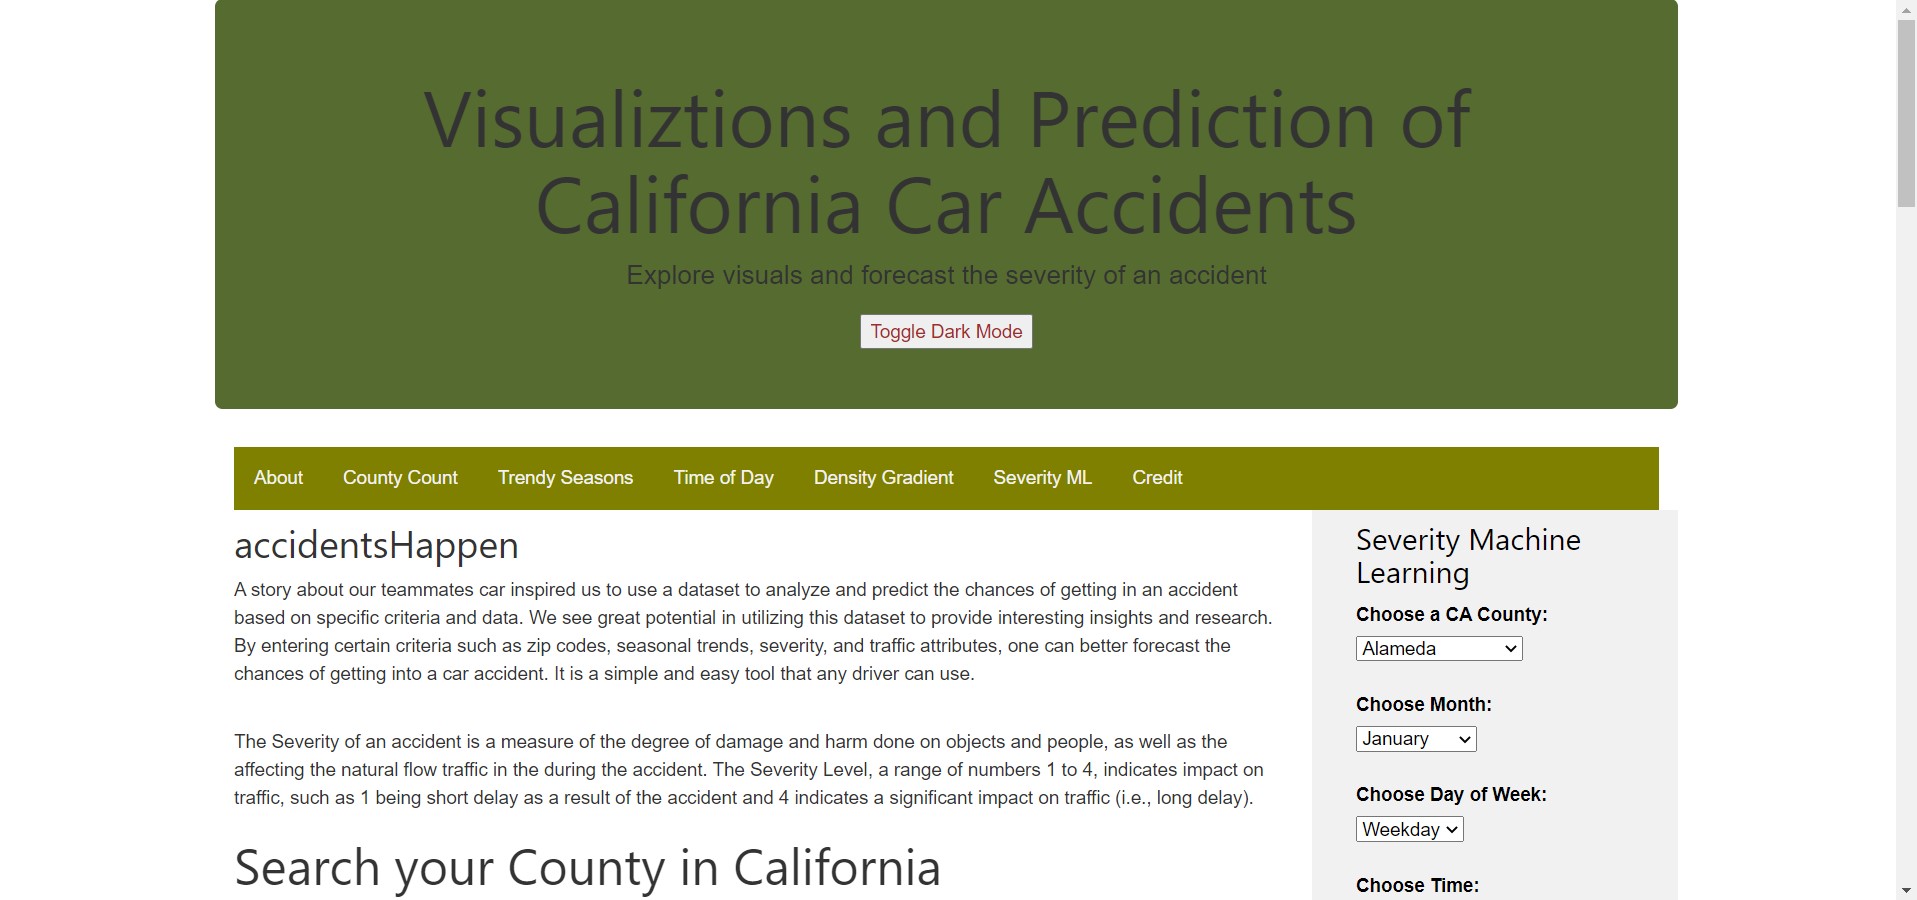 Visualiztions and Prediction of
California Car Accidents
Explore visuals and forecast the severity of an accident
Toggle Dark Mode
About County Count Trendy Seasons Time of Day Density Gradient Severity ML Credit
accidentsHappen
A story about our teammates car inspired us to use a dataset to analyze and predict the chances of getting in an accident
based on specific criteria and data. We see great potential in utilizing this dataset to provide interesting insights and research.
By entering certain criteria such as zip codes, seasonal trends, severity, and traffic attributes, one can better forecast the
chances of getting into a car accident. It is a simple and easy tool that any driver can use.
The Severity of an accident is a measure of the degree of damage and harm done on objects and people, as well as the
affecting the natural flow traffic in the during the accident. The Severity Level, a range of numbers 1 to 4, indicates impact on
traffic, such as 1 being short delay as a result of the accident and 4 indicates a significant impact on traffic (i.e., long delay).
Search your County in California
Severity Machine
Learning
Choose a CA County:
Alameda
Choose Month:
January
Choose Day of Week:
Weekday
Choose Time: